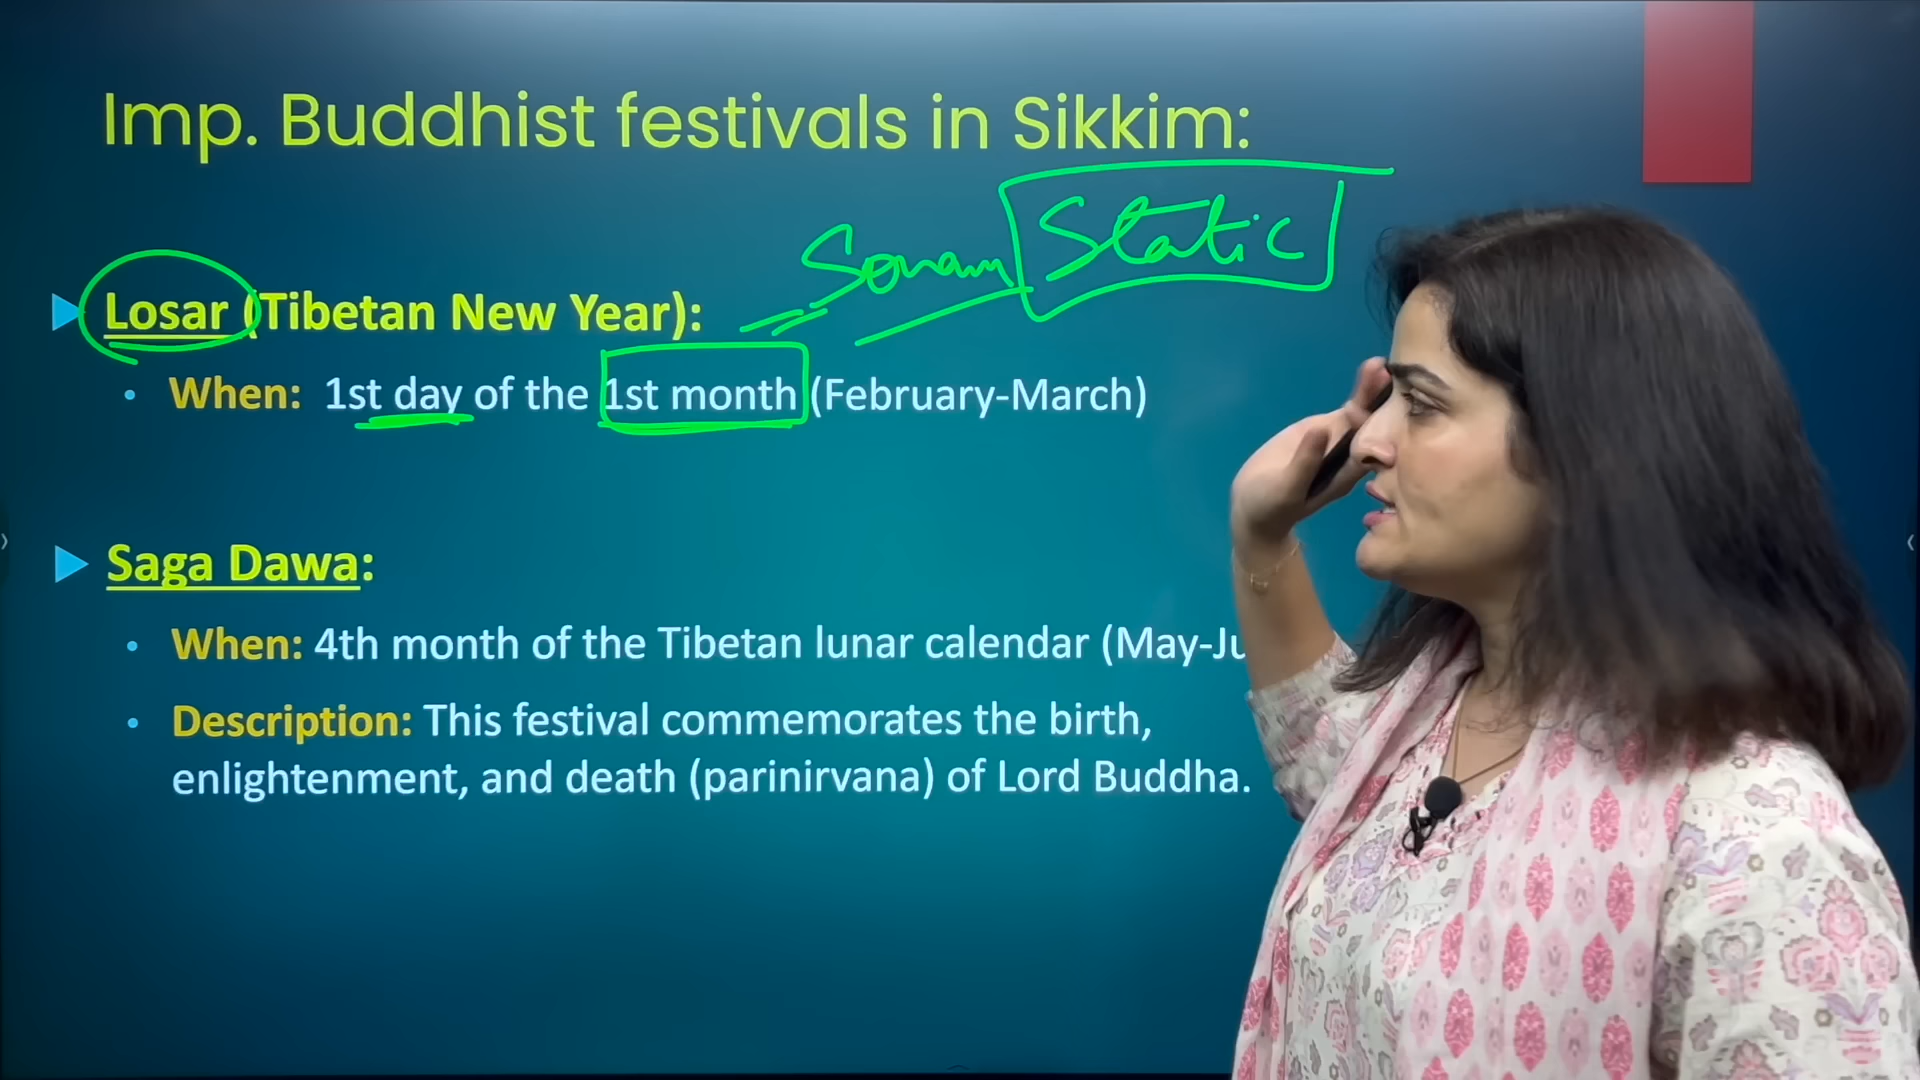 Imp. Buddhist festivals in Sikkim:
Sonam Static
Losar (Tibetan New Year):
When: 1st day of the 1st month (February-March)
Saga Dawa:
When: 4th month of the Tibetan lunar calendar (May-Ju
Description: This festival commemorates the birth,
enlightenment, and death (parinirvana) of Lord Buddha.